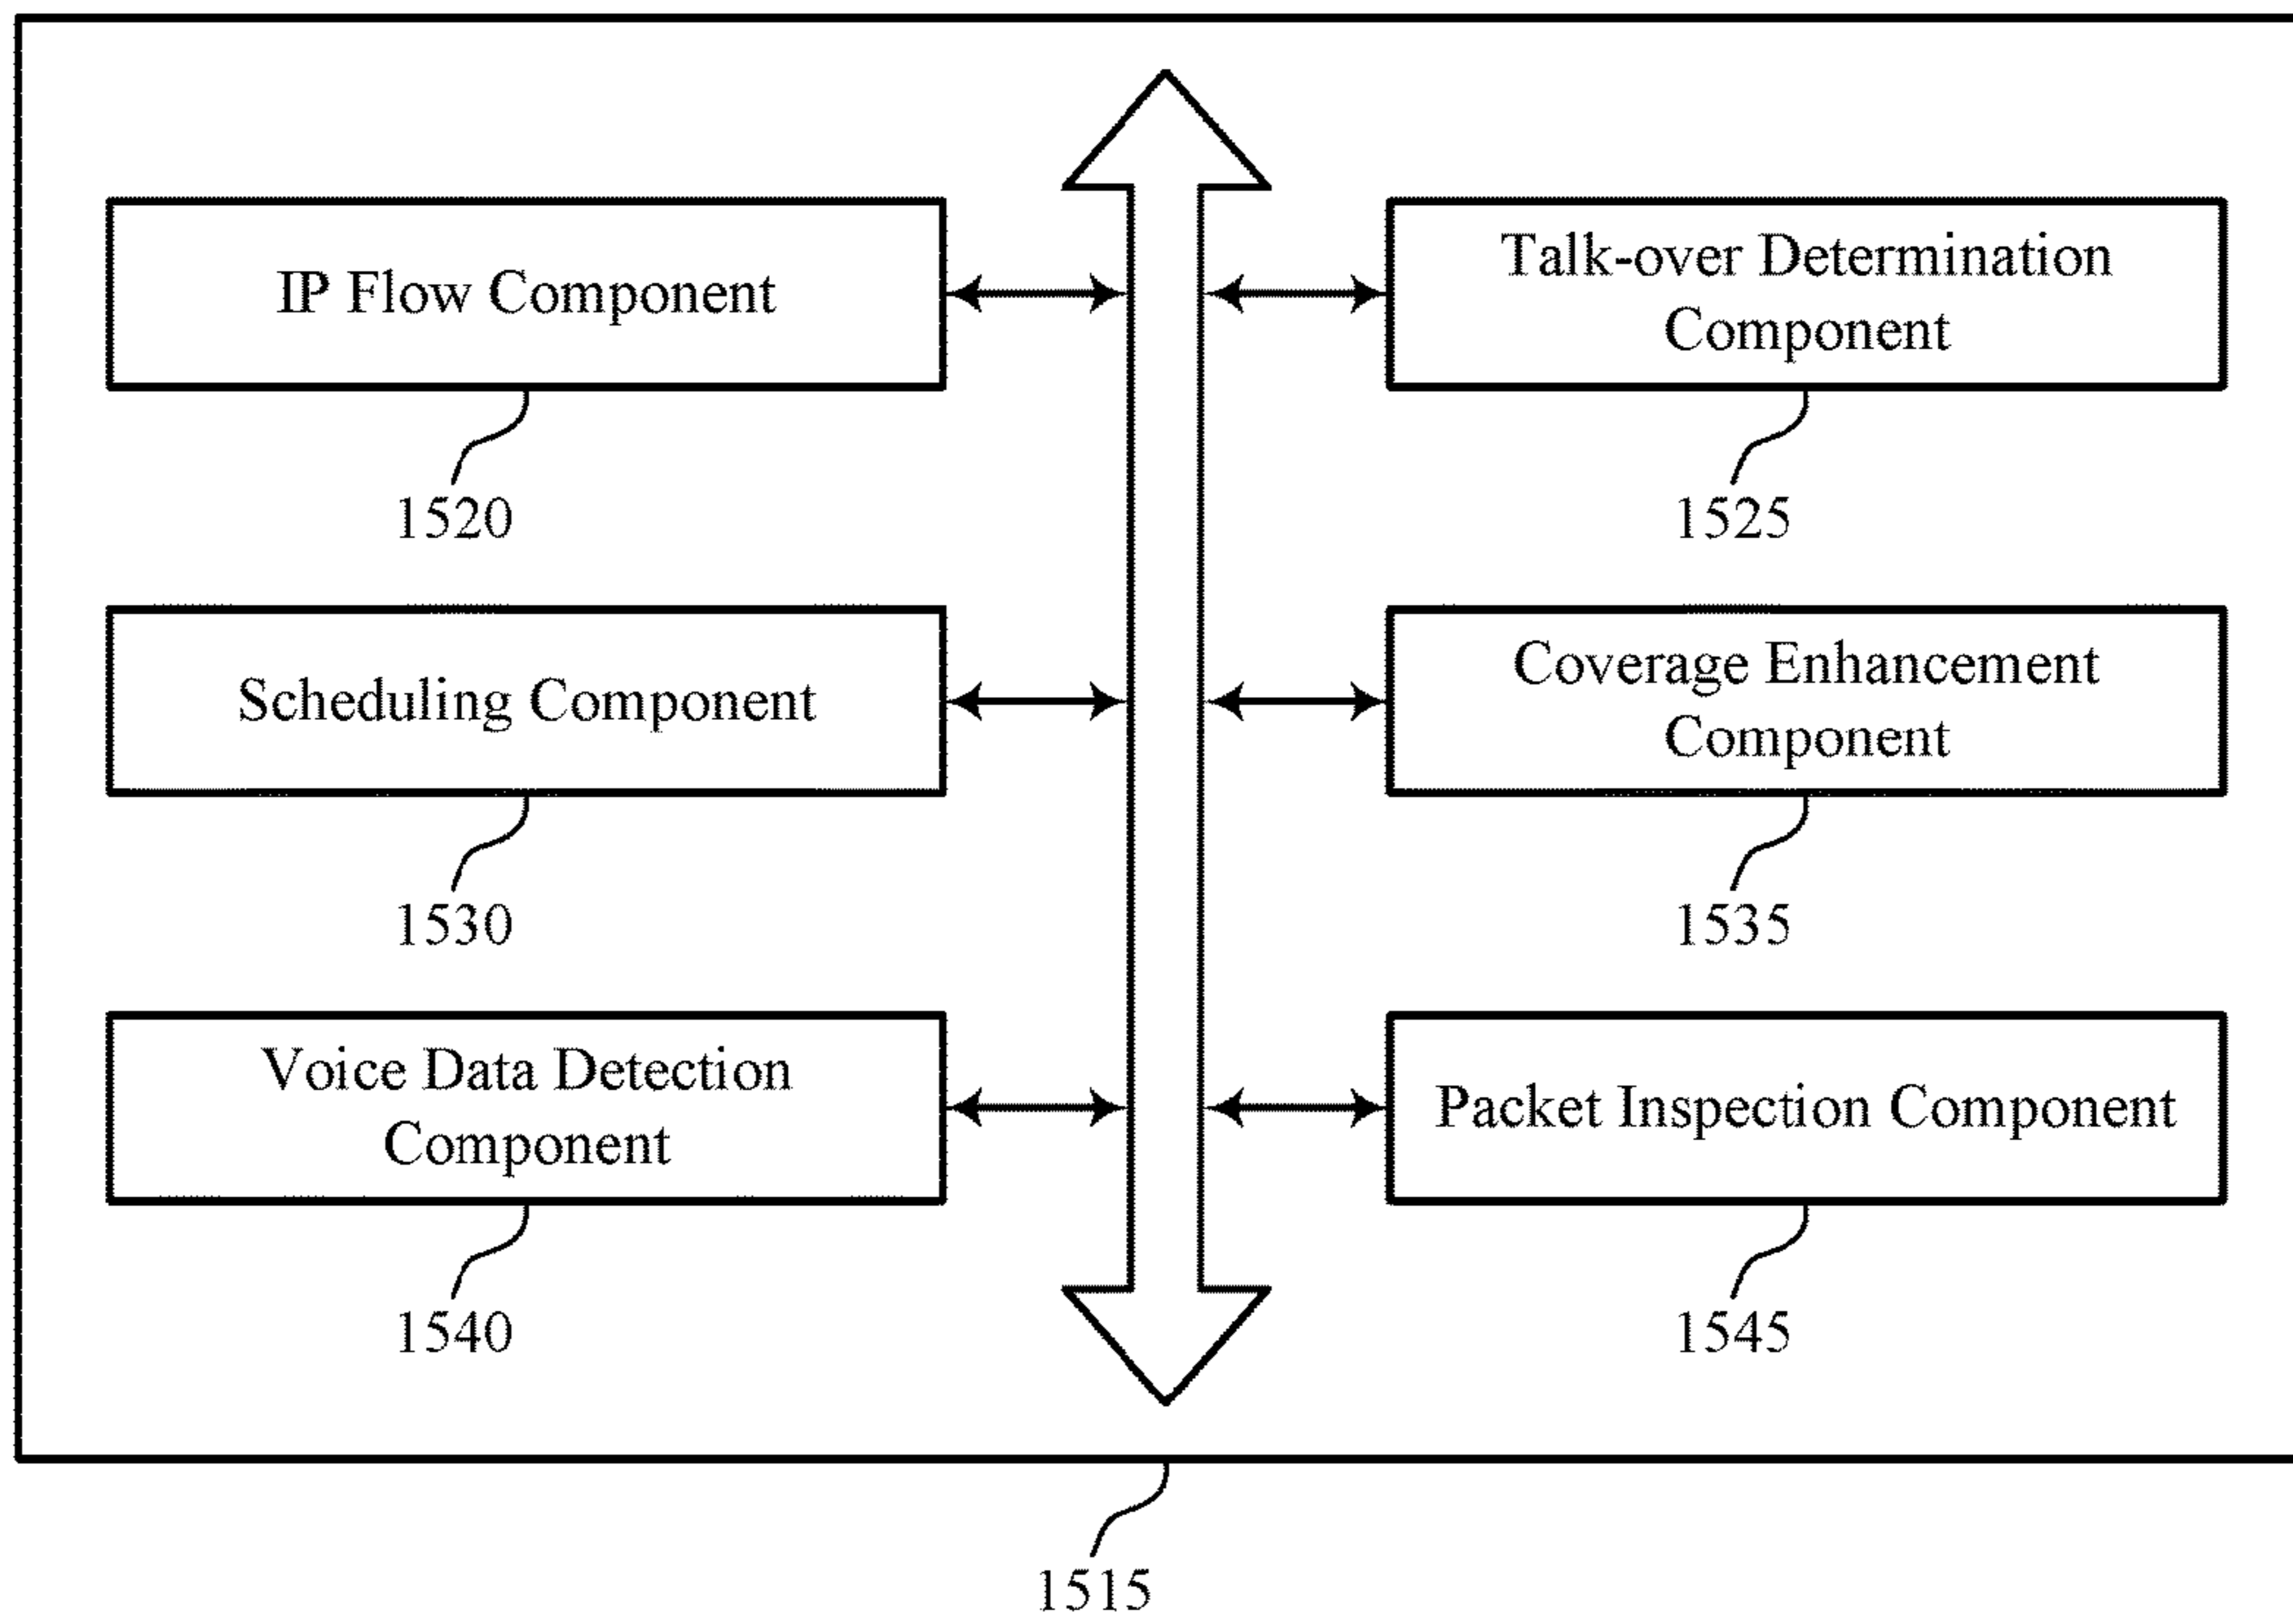 IP Flow Component
1520
Talk-over Determination
Component
1525
Scheduling Component
1530
Coverage Enhancement
Component
1535
Voice Data Detection
Component
1540
Packet Inspection Component
1545
1515